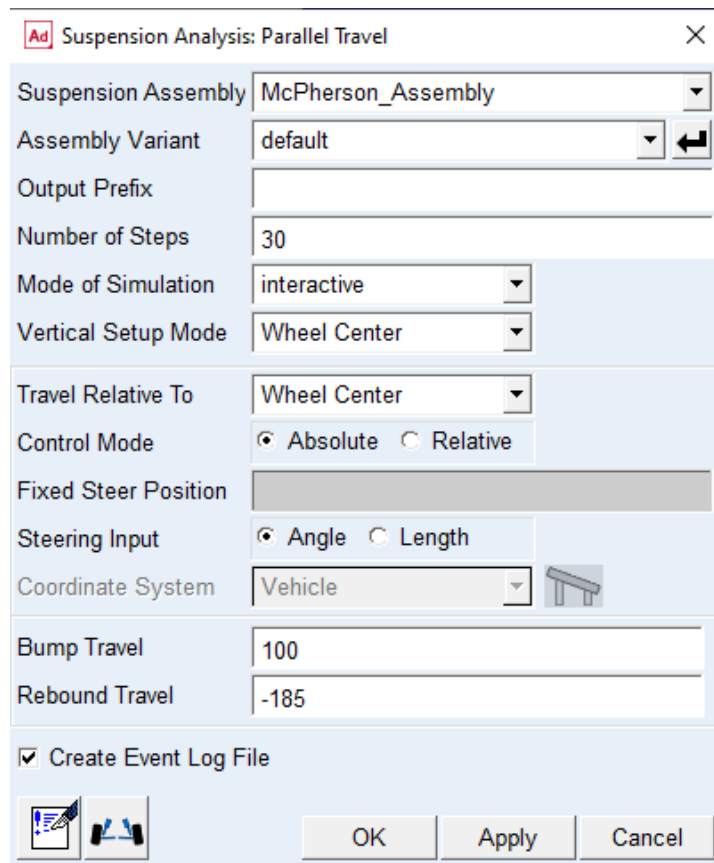 Ad Suspension Analysis: Parallel Travel
Suspension Assembly McPherson_Assembly
Assembly Variant default
Output Prefix
Number of Steps 30
Mode of Simulation interactive
Vertical Setup Mode Wheel Center
Travel Relative To Wheel Center
Control Mode Absolute Relative
Fixed Steer Position
Steering Input Angle Length
Coordinate System Vehicle
Bump Travel 100
Rebound Travel -185
Create Event Log File
OK Apply Cancel